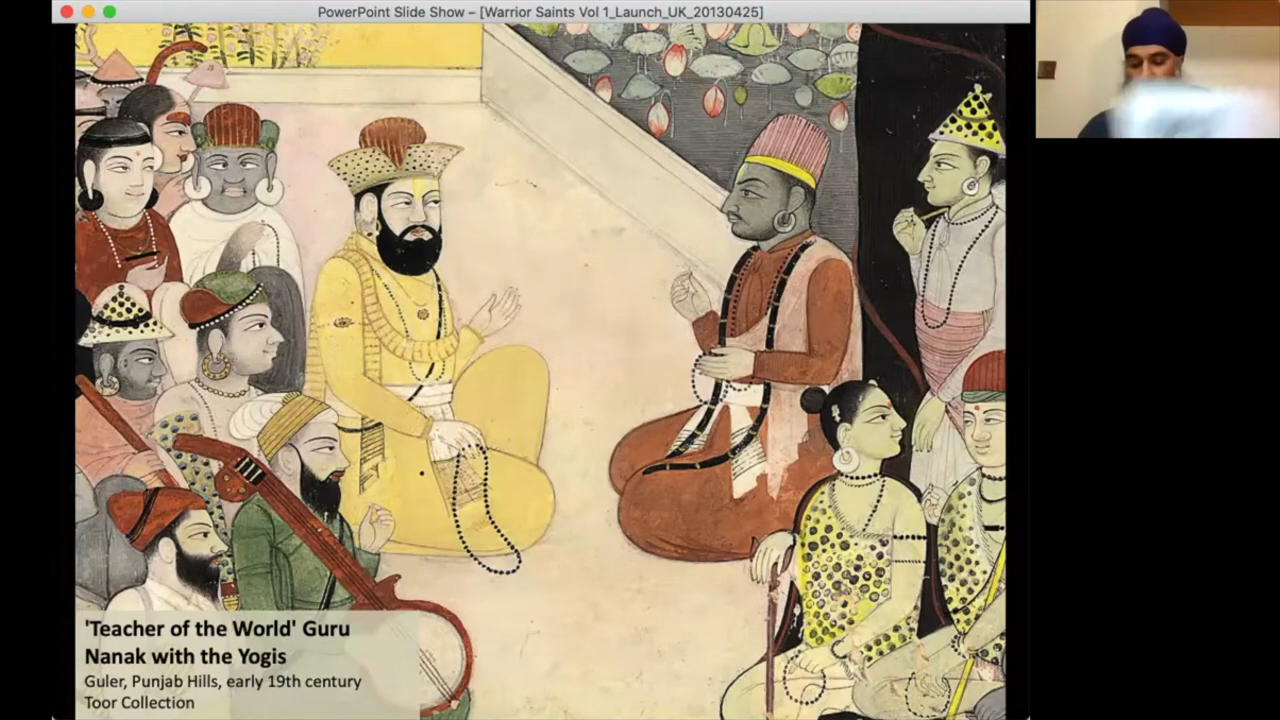 PowerPoint Slide Show – [Warrior Saints Vol 1_Launch_UK_20130425]
'Teacher of the World' Guru
Nanak with the Yogis
Guler, Punjab Hills, early 19th century
Toor Collection